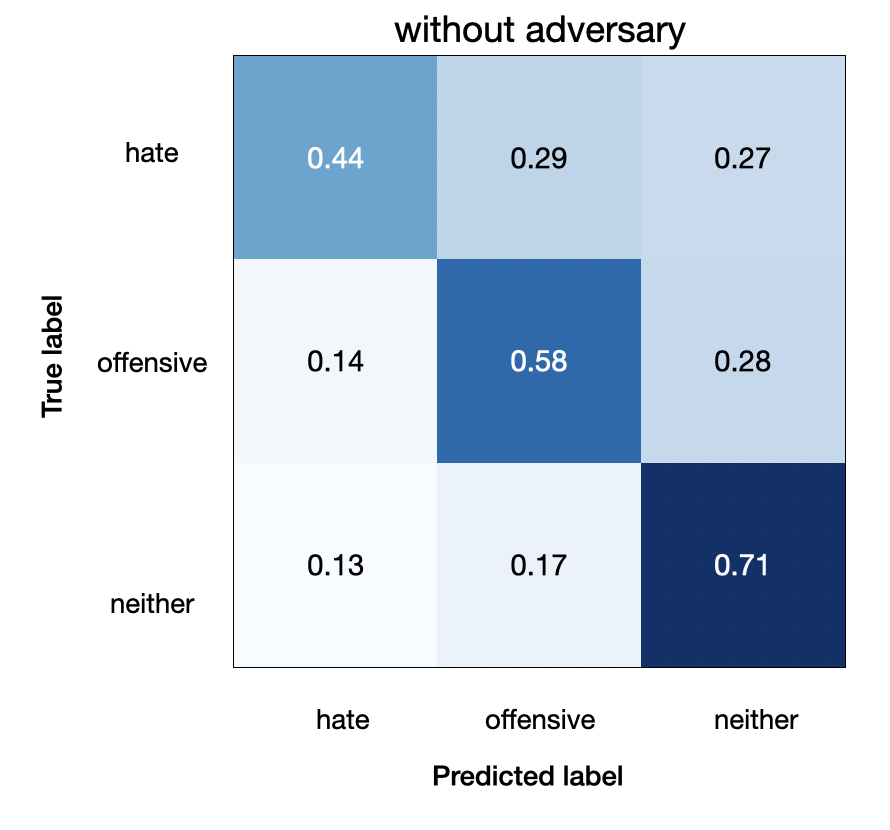 without adversary
hate 0.44 0.29 0.27
True label
offensive 0.14 0.58 0.28
neither 0.13 0.17 0.71
hate offensive neither
Predicted label